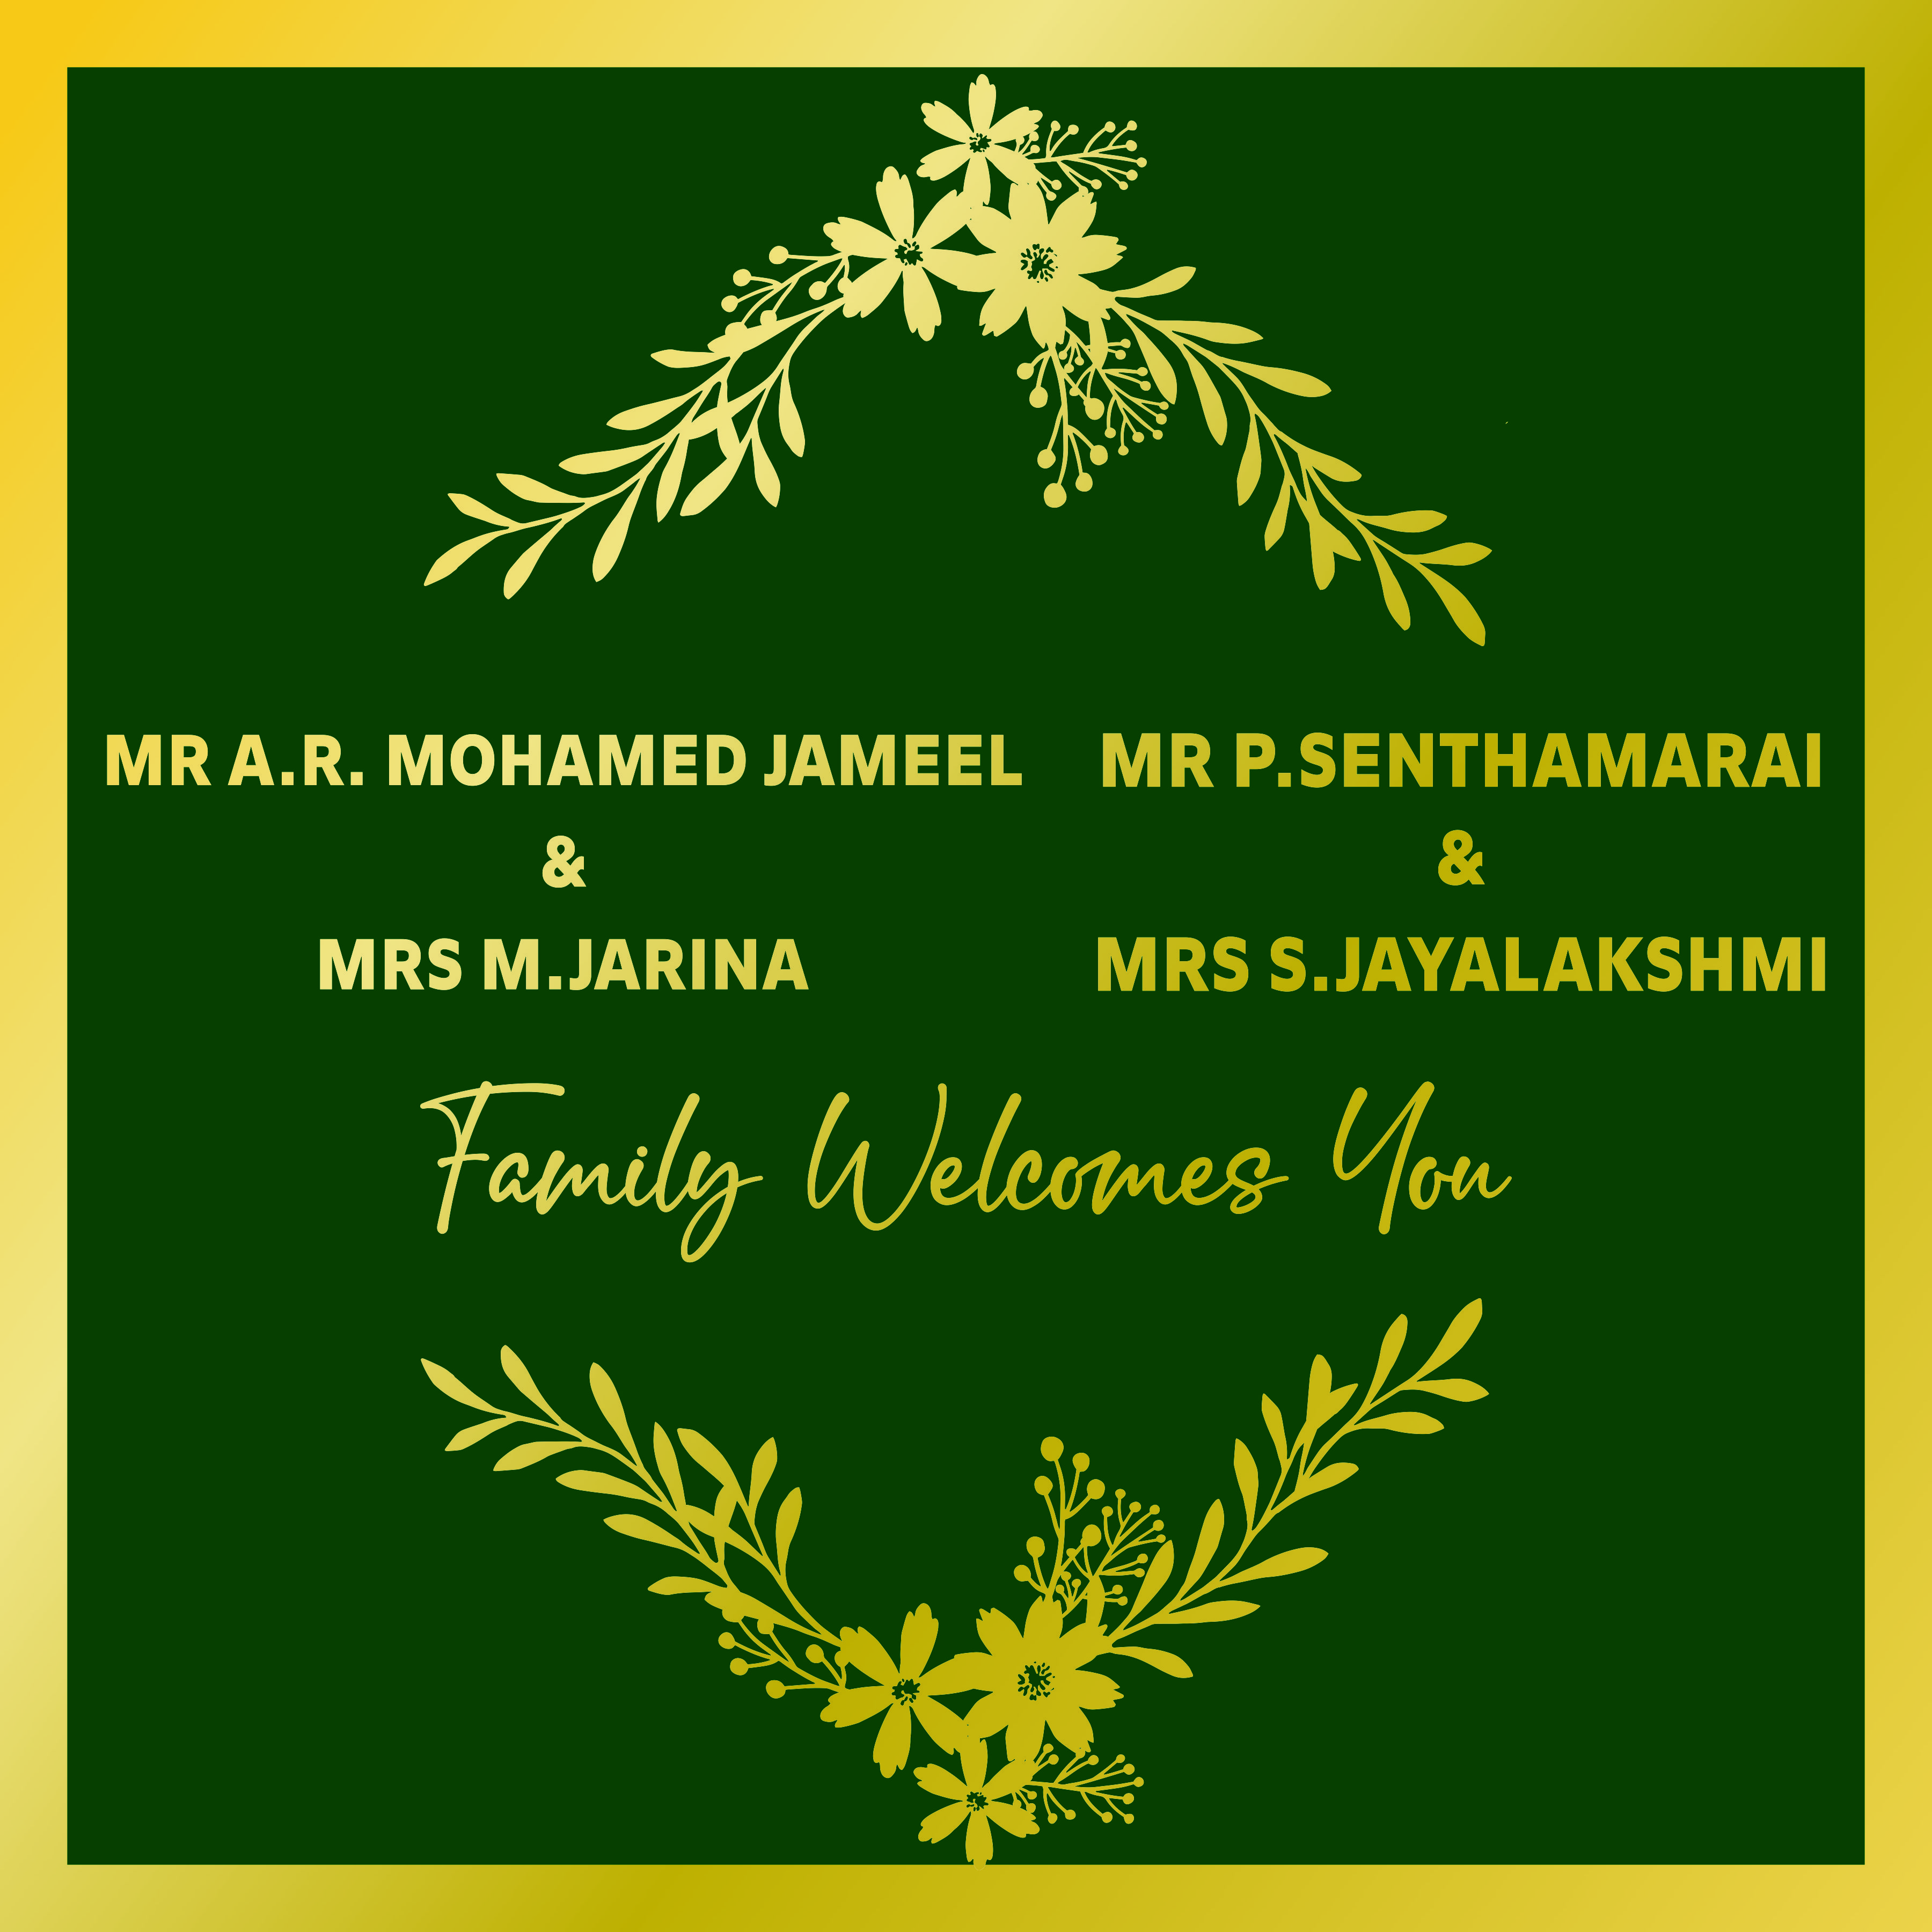 MR A.R. MOHAMED JAMEEL
&
MRS M.JARINA
MR P.SENTHAMARAI
&
MRS S.JAYALAKSHMI
Family Welcomes You